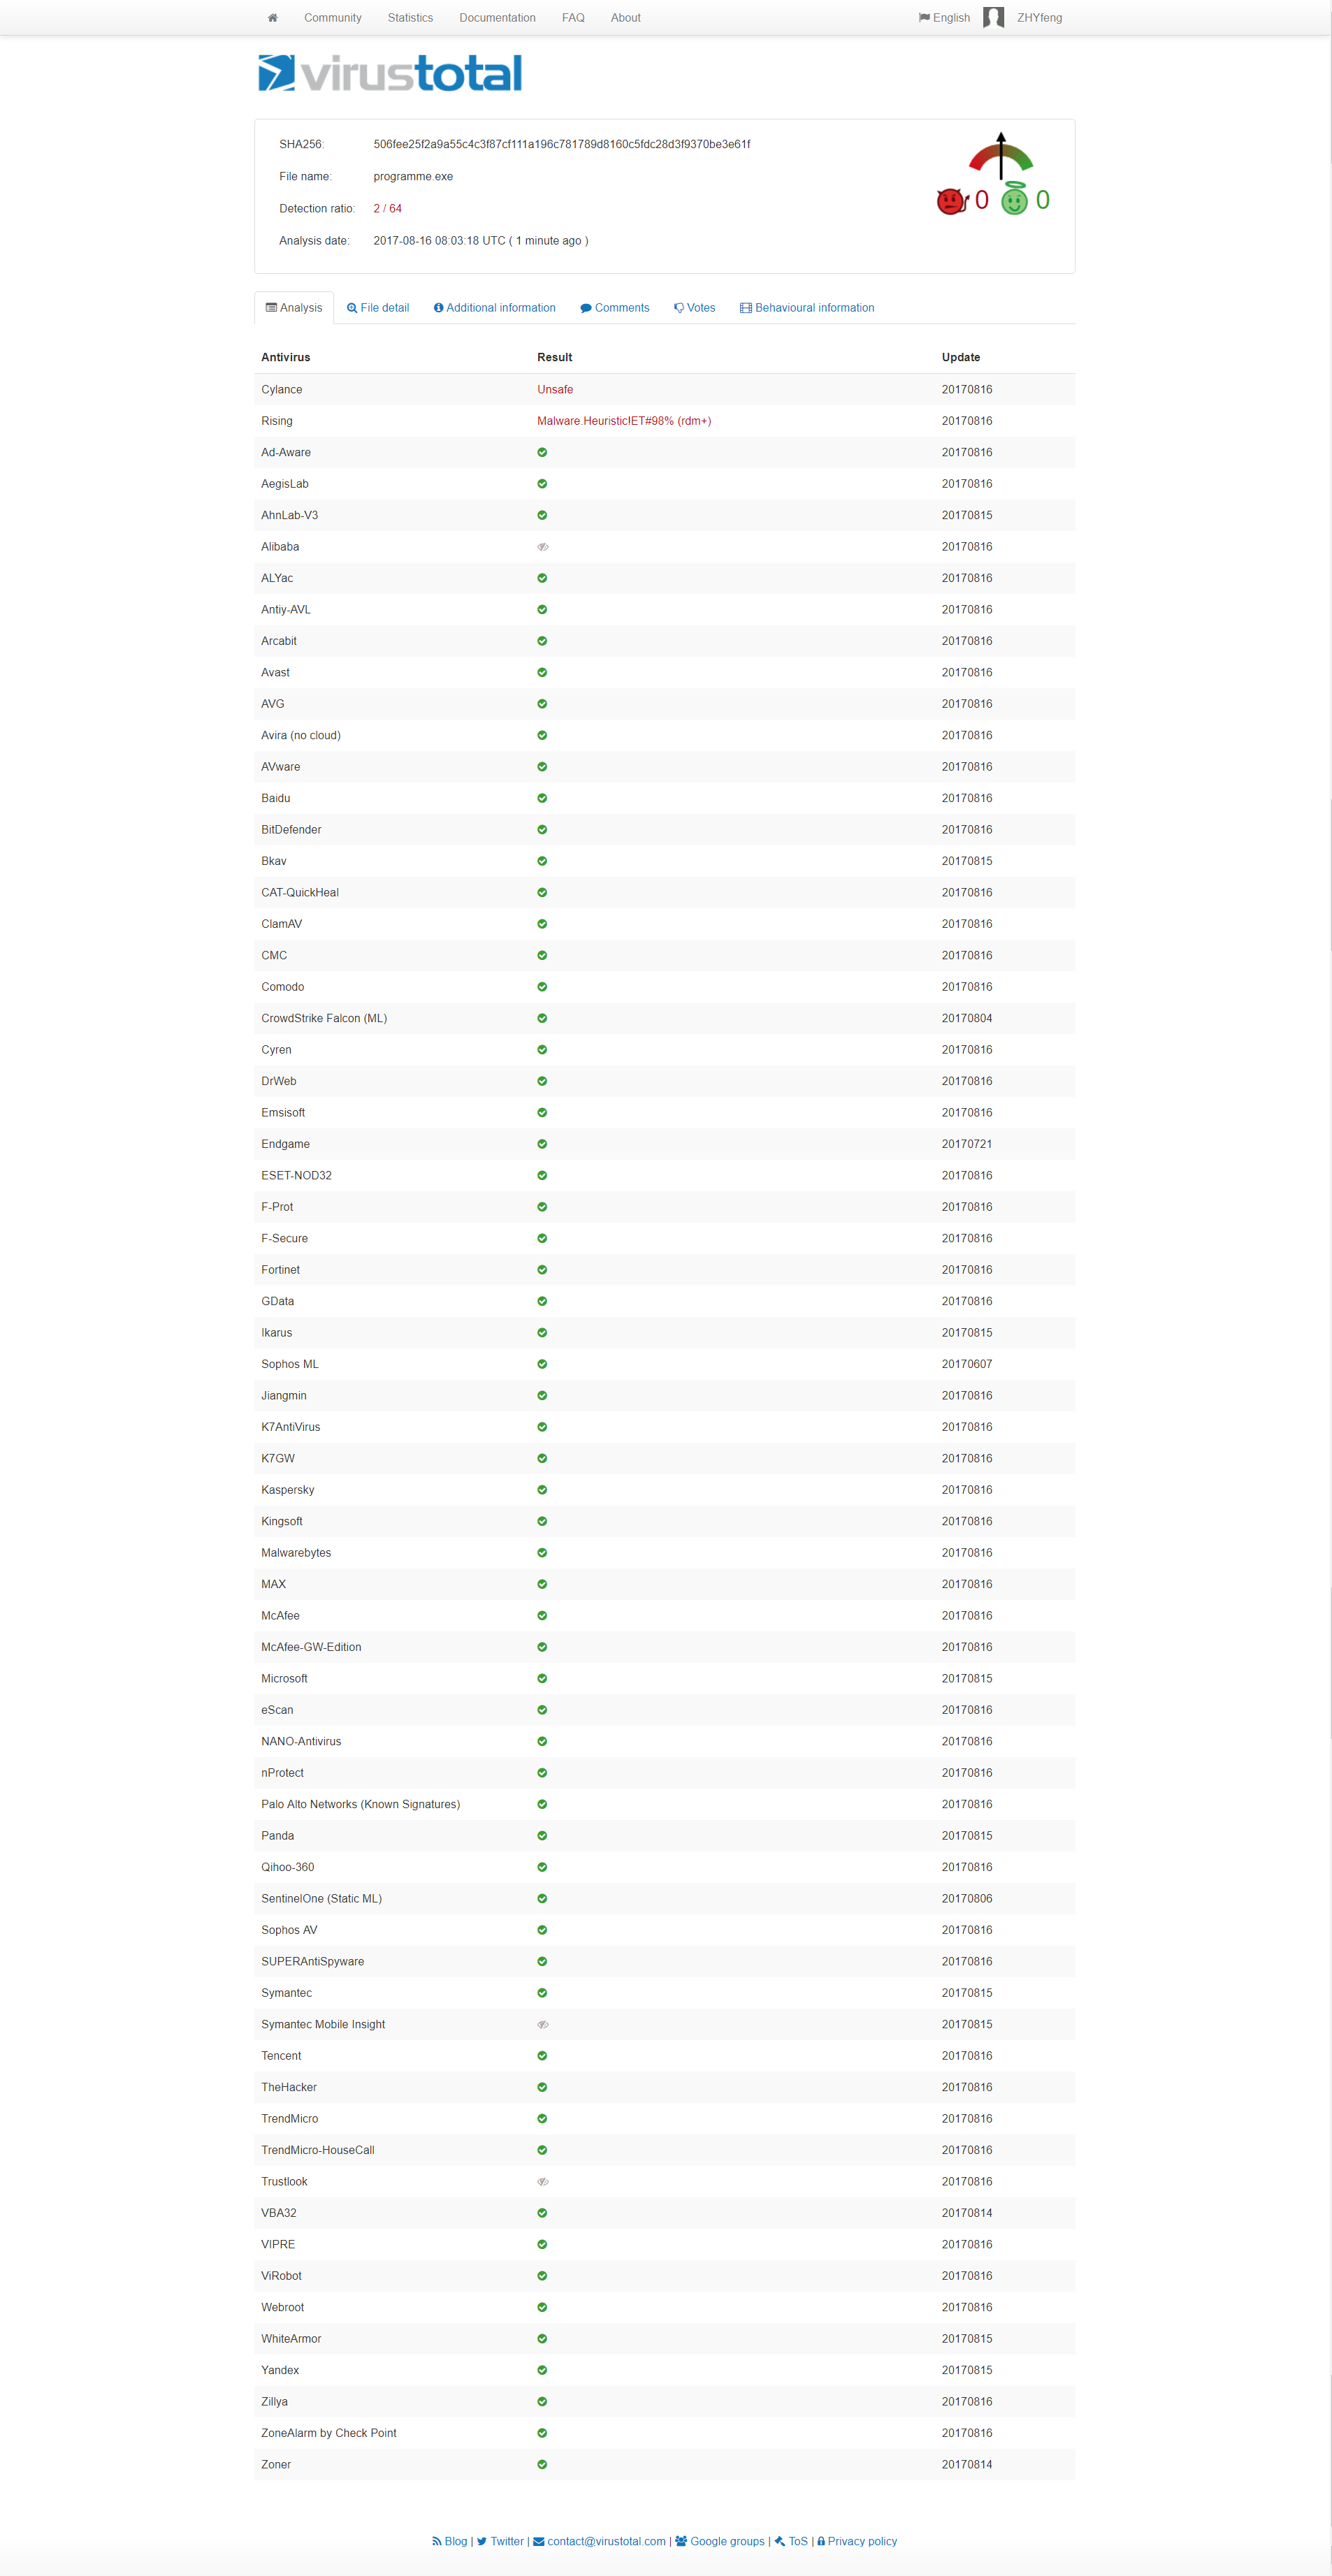 Community Statistics Documentation FAQ About English ZHYfeng
virustotal
SHA256: 506fee25f2a9a55c4c3f87cf111a196c781789d8160c5fdc28d3f9370be3e61f
File name: programme.exe
Detection ratio: 2 / 64
Analysis date: 2017-08-16 08:03:18 UTC ( 1 minute ago )
0 0
Analysis File detail Additional information Comments Votes Behavioural information
Antivirus Result Update
Cylance Unsafe 20170816
Rising Malware.Heuristic!ET#98% (rdm+) 20170816
Ad-Aware 20170816
AegisLab 20170816
AhnLab-V3 20170815
Alibaba 20170816
ALYac 20170816
Antiy-AVL 20170816
Arcabit 20170816
Avast 20170816
AVG 20170816
Avira (no cloud) 20170816
AVware 20170816
Baidu 20170816
BitDefender 20170816
Bkav 20170815
CAT-QuickHeal 20170816
ClamAV 20170816
CMC 20170816
Comodo 20170816
CrowdStrike Falcon (ML) 20170804
Cyren 20170816
DrWeb 20170816
Emsisoft 20170816
Endgame 20170721
ESET-NOD32 20170816
F-Prot 20170816
F-Secure 20170816
Fortinet 20170816
GData 20170816
Ikarus 20170815
Sophos ML 20170607
Jiangmin 20170816
K7AntiVirus 20170816
K7GW 20170816
Kaspersky 20170816
Kingsoft 20170816
Malwarebytes 20170816
MAX 20170816
McAfee 20170816
McAfee-GW-Edition 20170816
Microsoft 20170815
eScan 20170816
NANO-Antivirus 20170816
nProtect 20170816
Palo Alto Networks (Known Signatures) 20170816
Panda 20170815
Qihoo-360 20170816
SentinelOne (Static ML) 20170806
Sophos AV 20170816
SUPERAntiSpyware 20170816
Symantec 20170815
Symantec Mobile Insight 20170815
Tencent 20170816
TheHacker 20170816
TrendMicro 20170816
TrendMicro-HouseCall 20170816
Trustlook 20170816
VBA32 20170814
VIPRE 20170816
ViRobot 20170816
Webroot 20170816
WhiteArmor 20170815
Yandex 20170815
Zillya 20170816
ZoneAlarm by Check Point 20170816
Zoner 20170814
Blog | Twitter | contact@virustotal.com | Google groups | ToS | Privacy policy